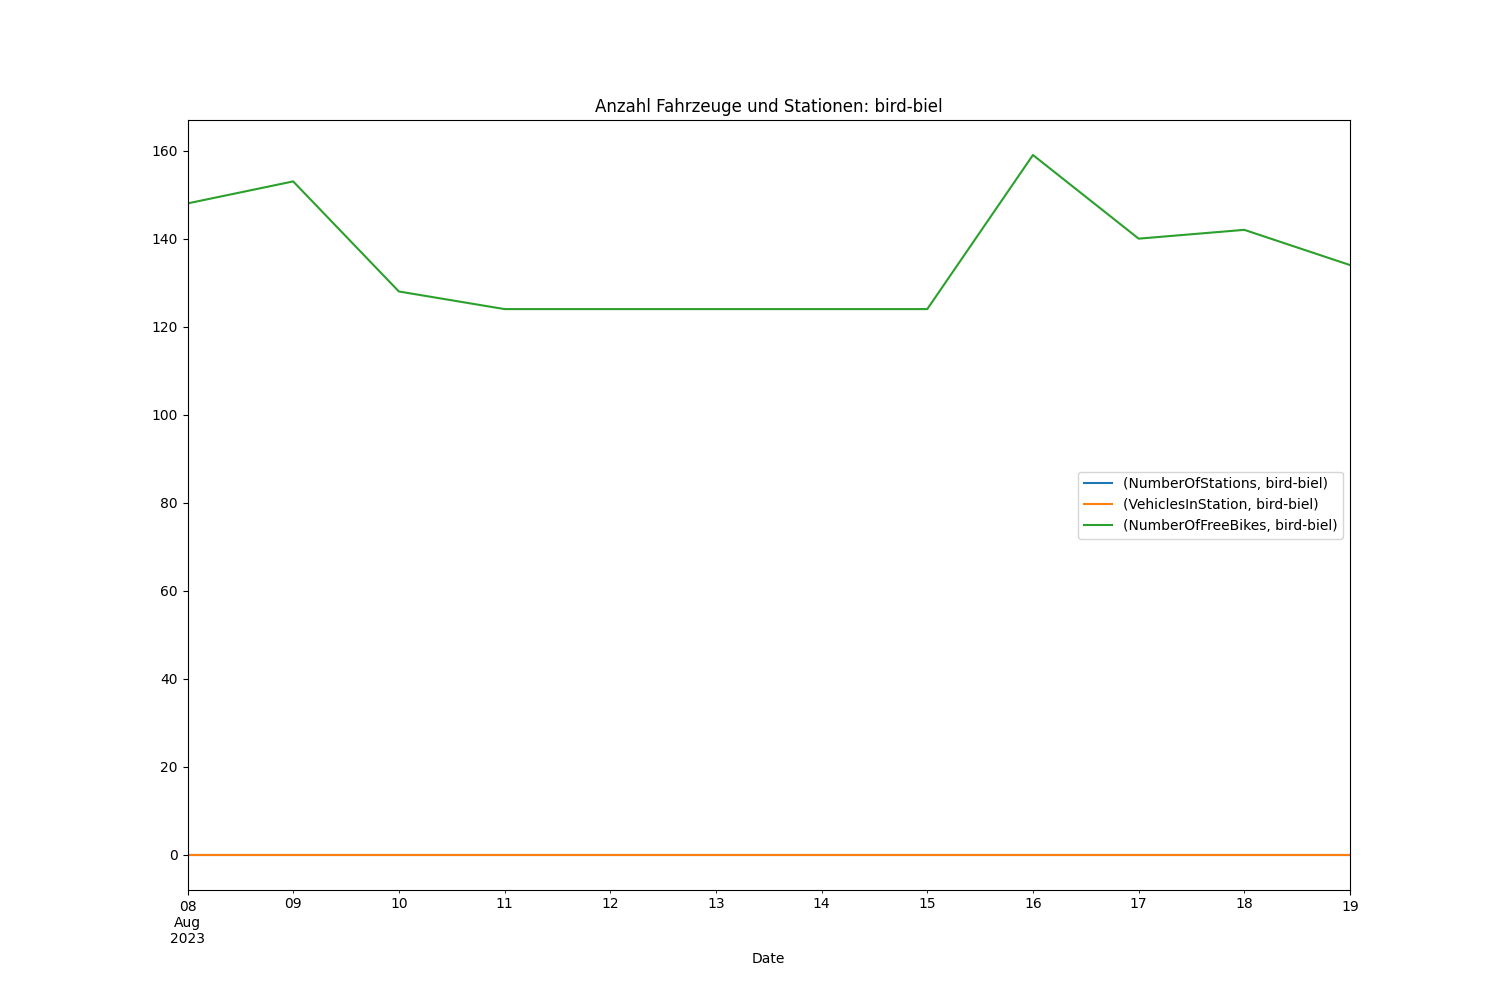 Anzahl Fahrzeuge und Stationen: bird-biel
160
140
120
100
80
60
40
20
0
(NumberOfStations, bird-biel)
(VehiclesInStation, bird-biel)
(NumberOfFreeBikes, bird-biel)
08 09 10 11 12 13 14 15 16 17 18 19
Aug
2023
Date